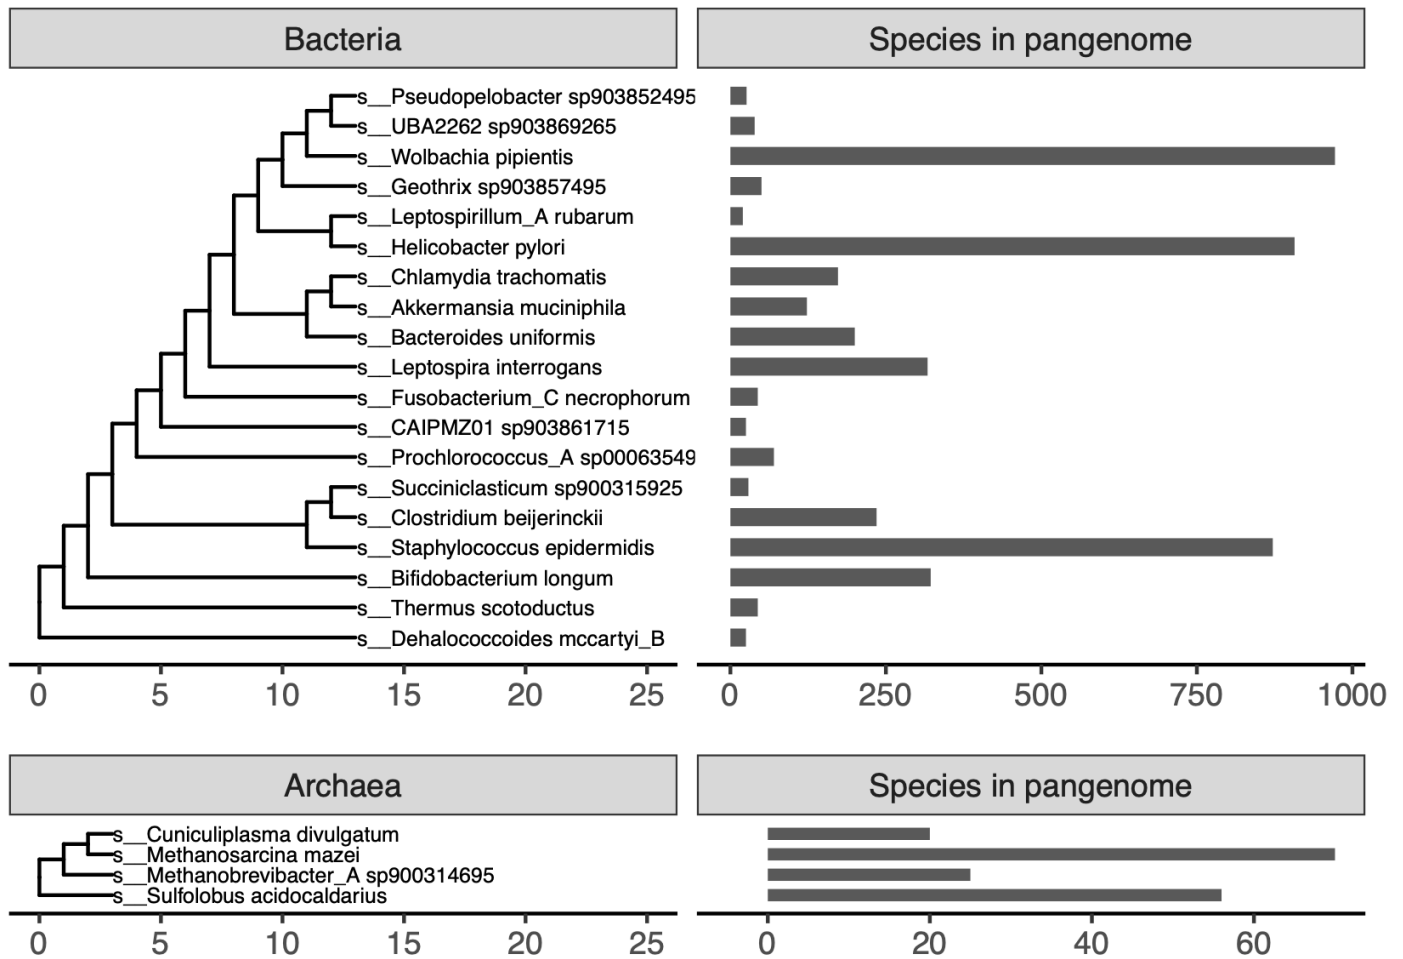 Bacteria
Species in pangenome
s__Pseudopelobacter sp903852495
s__UBA2262 sp903869265
s__Wolbachia pipientis
s__Geothrix sp903857495
s__Leptospirillum_A rubarum
s__Helicobacter pylori
s__Chlamydia trachomatis
s__Akkermansia muciniphila
s__Bacteroides uniformis
s__Leptospira interrogans
s__Fusobacterium_C necrophorum
s__CAIPMZ01 sp903861715
s__Prochlorococcus_A sp00063549
s__Succiniclasticum sp900315925
s__Clostridium beijerinckii
s__Staphylococcus epidermidis
s__Bifidobacterium longum
s__Thermus scotoductus
s__Dehalococcoides mccartyi_B
0 5 10 15 20 25
0 250 500 750 1000
Archaea
Species in pangenome
s__Cuniculiplasma divulgatum
s__Methanosarcina mazei
s__Methanobrevibacter_A sp900314695
s__Sulfolobus acidocaldarius
0 5 10 15 20 25
0 20 40 60